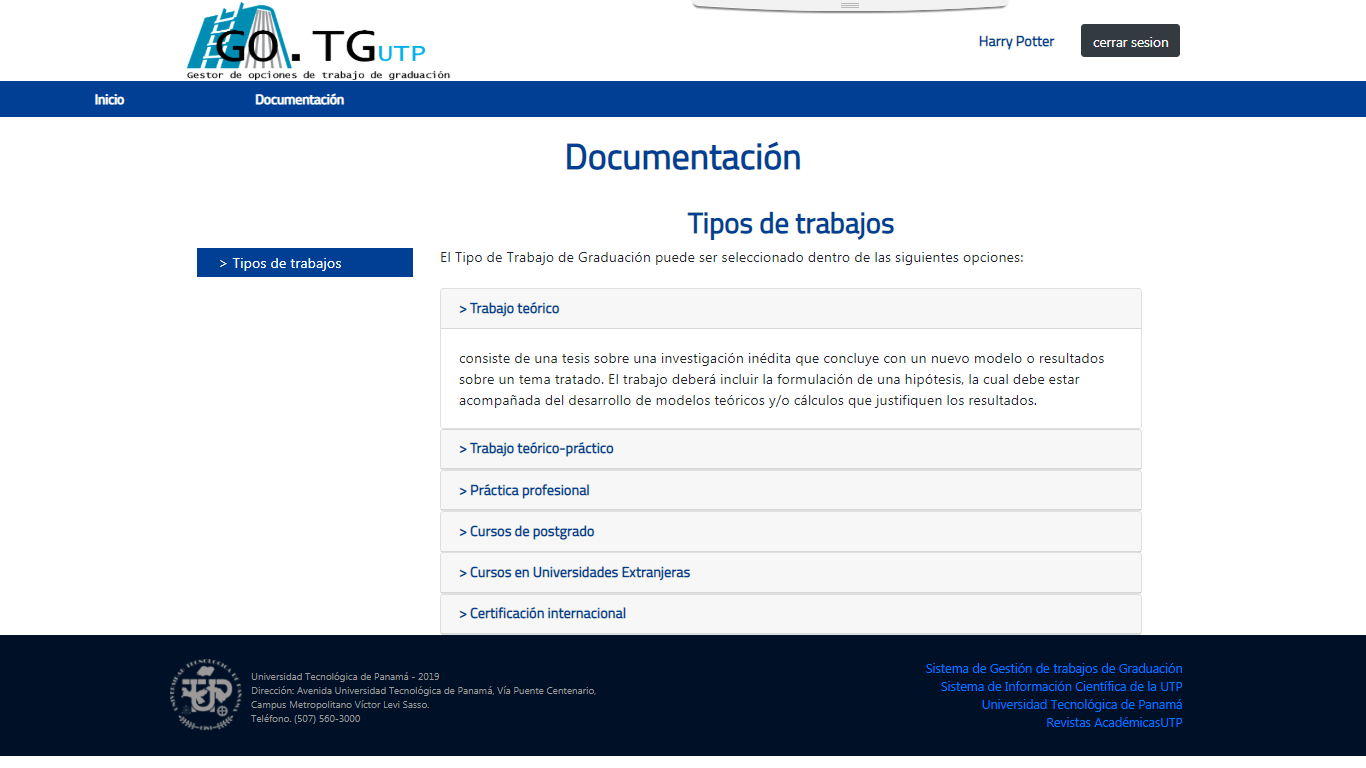 GO.TG UTP
Gestor de opciones de trabajo de graduación
Harry Potter
cerrar sesion
Inicio
Documentación
Documentación
Tipos de trabajos
> Tipos de trabajos
El Tipo de Trabajo de Graduación puede ser seleccionado dentro de las siguientes opciones:
> Trabajo teórico
consiste de una tesis sobre una investigación inédita que concluye con un nuevo modelo o resultados
sobre un tema tratado. El trabajo deberá incluir la formulación de una hipótesis, la cual debe estar
acompañada del desarrollo de modelos teóricos y/o cálculos que justifiquen los resultados.
> Trabajo teórico-práctico
> Práctica profesional
> Cursos de postgrado
> Cursos en Universidades Extranjeras
> Certificación internacional
UTP
Universidad Tecnológica de Panamá - 2019
Dirección: Avenida Universidad Tecnológica de Panamá, Vía Puente Centenario,
Campus Metropolitano Víctor Levi Sasso.
Teléfono. (507) 560-3000
Sistema de Gestión de trabajos de Graduación
Sistema de Información Científica de la UTP
Universidad Tecnológica de Panamá
Revistas AcadémicasUTP